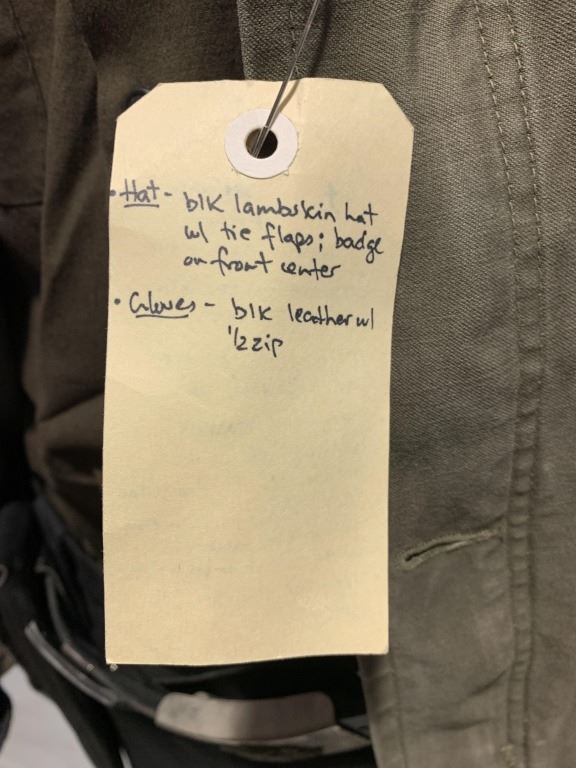 • Hat - blk lambskin hat
w/ tie flaps; badge
on front center
• Gloves - blk leather w/
1/2 zip